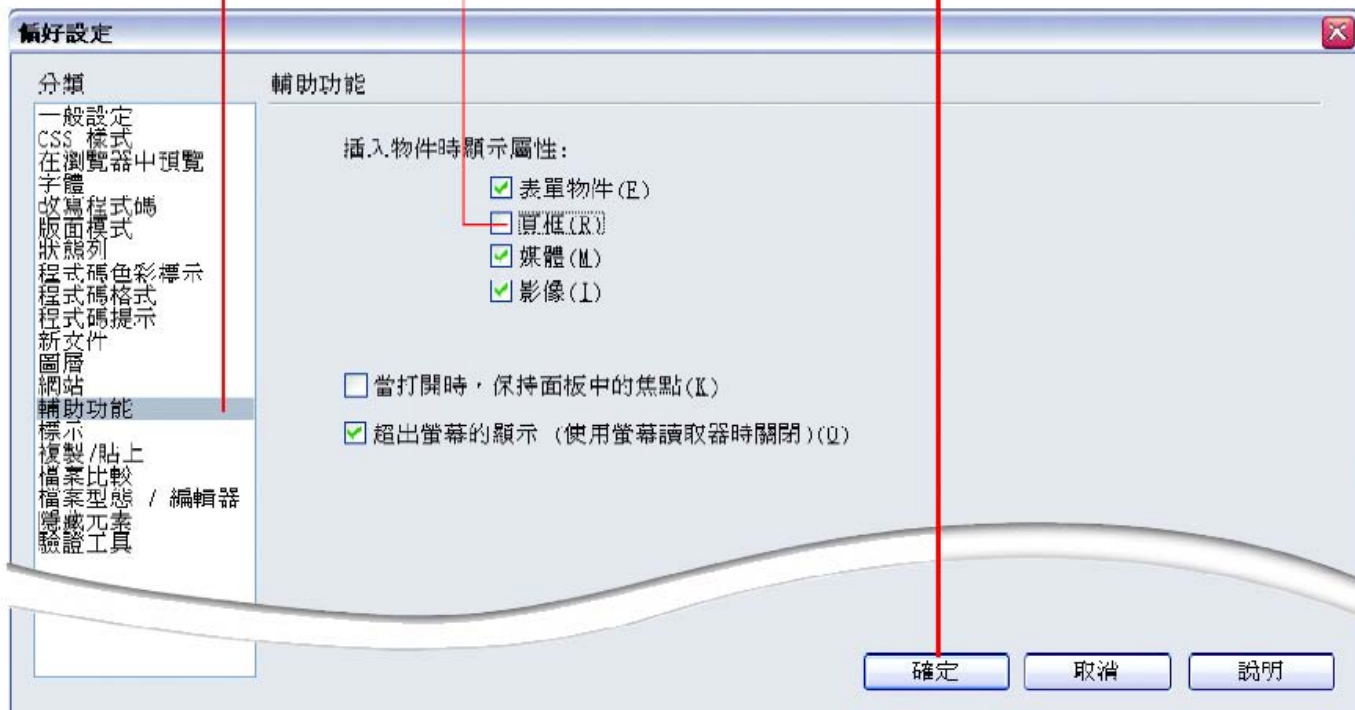 偏好設定
分類
一般設定
CSS 樣式
在瀏覽器中預覽
字體
改寫程式碼
版面模式
狀態列
程式碼色彩標示
程式碼格式
程式碼提示
新文件
圖層
網站
輔助功能
標示
複製/貼上
檔案比較
檔案型態 / 編輯器
隱藏元素
驗證工具
輔助功能
插入物件時顯示屬性:
表單物件(F)
頁框(R)
媒體(M)
影像(I)
當打開時，保持面板中的焦點(K)
超出螢幕的顯示 (使用螢幕讀取器時關閉)(O)
確定
取消
說明